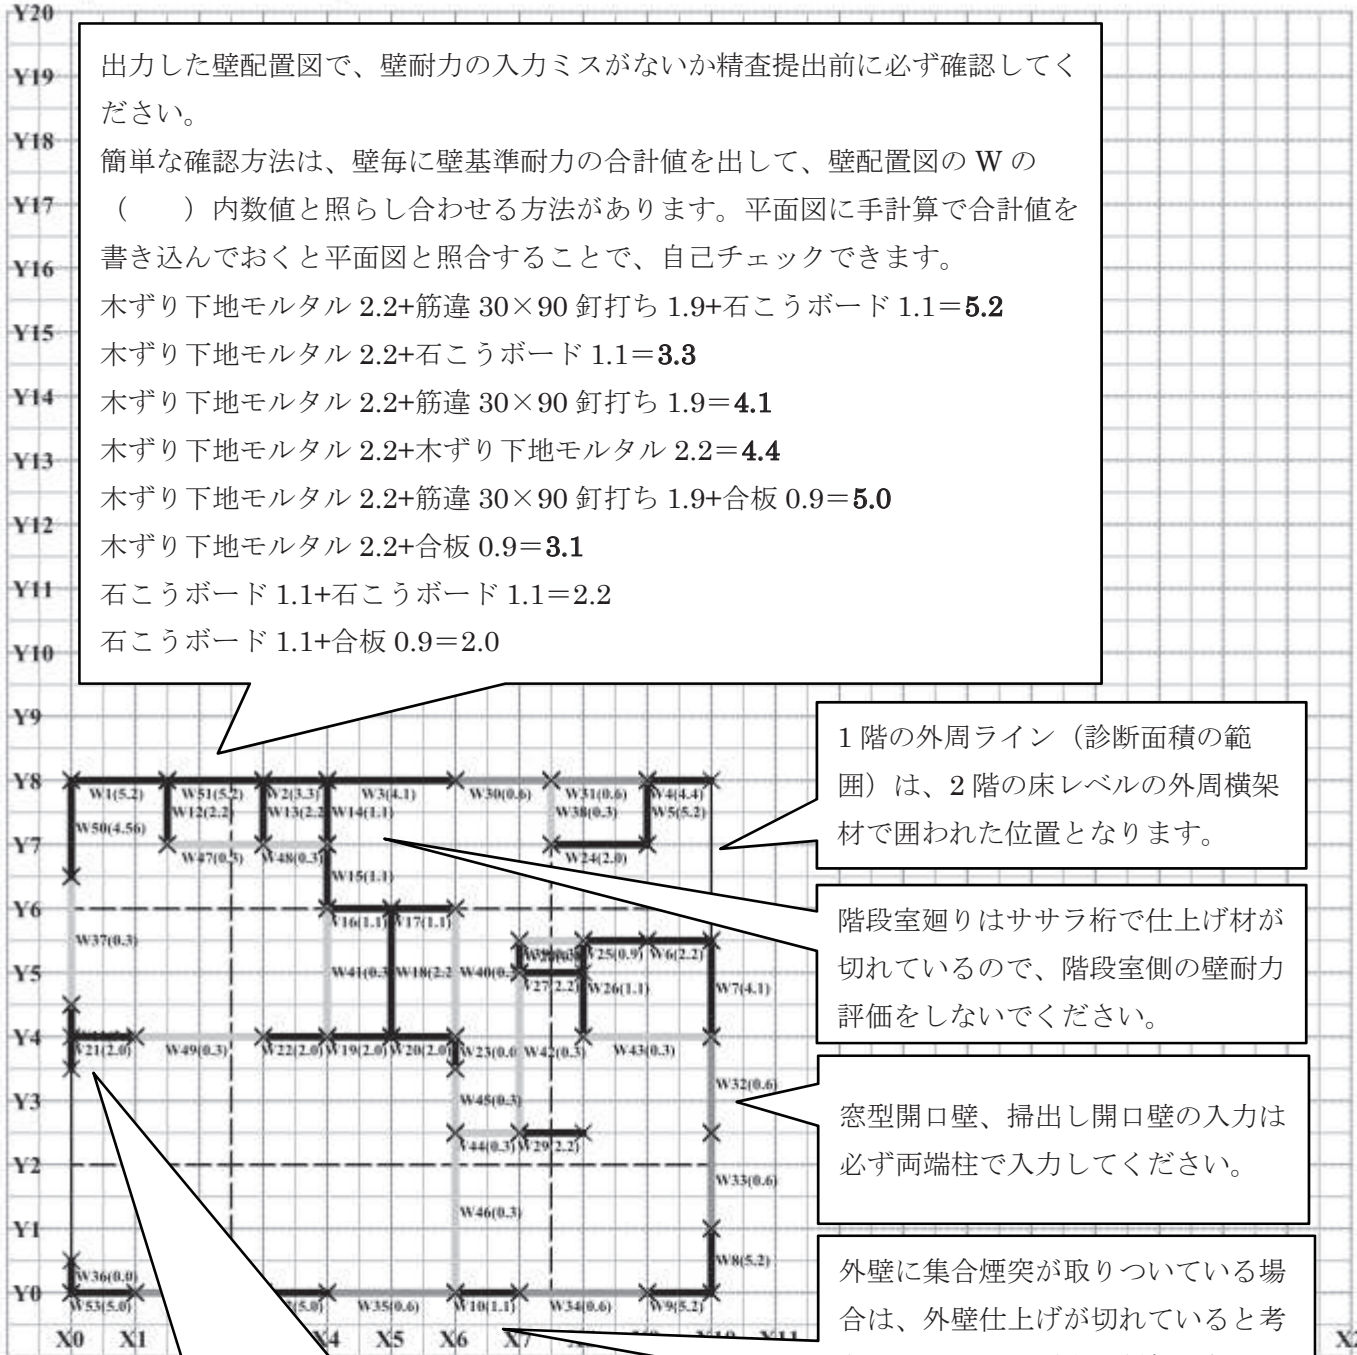 Y20
出力した壁配置図で、壁耐力の入力ミスがないか精査提出前に必ず確認してく
ださい。
簡単な確認方法は、壁毎に壁基準耐力の合計値を出して、壁配置図の W の
（　　）内数値と照らし合わせる方法があります。平面図に手計算で合計値を
書き込んでおくと平面図と照合することで、自己チェックできます。
木ずり下地モルタル 2.2+筋違 30×90 釘打ち 1.9+石こうボード 1.1＝5.2
木ずり下地モルタル 2.2+石こうボード 1.1＝3.3
木ずり下地モルタル 2.2+筋違 30×90 釘打ち 1.9＝4.1
木ずり下地モルタル 2.2+木ずり下地モルタル 2.2＝4.4
木ずり下地モルタル 2.2+筋違 30×90 釘打ち 1.9+合板 0.9＝5.0
木ずり下地モルタル 2.2+合板 0.9＝3.1
石こうボード 1.1+石こうボード 1.1＝2.2
石こうボード 1.1+合板 0.9＝2.0
Y19
Y18
Y17
Y16
Y15
Y14
Y13
Y12
Y11
Y10
Y9
1 階の外周ライン（診断面積の範
囲）は、2 階の床レベルの外周横架
材で囲われた位置となります。
階段室廻りはササラ桁で仕上げ材が
切れているので、階段室側の壁耐力
評価をしないでください。
窓型開口壁、掃出し開口壁の入力は
必ず両端柱で入力してください。
外壁に集合煙突が取りついている場
合は、外壁仕上げが切れていると考
Y8
W1(5.2) W51(5.2) W2(3.3) W3(4.1) W30(0.6) W31(0.6) W4(4.4)
W12(2.2) W13(2.2 W14(1.1) W38(0.3) W5(5.2)
W50(4.56)
Y7
W47(0.3) W48(0.3) W24(2.0)
W15(1.1)
Y6
W16(1.1 W17(1.1)
W37(0.3) W25(0.9) W6(2.2)
Y5
W41(0.3 W18(2.2 W40(0. W27(2.2) W26(1.1) W7(4.1)
Y4
W21(2.0) W49(0.3) W22(2.0) W19(2.0) W20(2.0) W23(0.0 W42(0.3) W43(0.3)
W32(0.6)
Y3
W45(0.3)
W44(0.3) W29(2.2)
Y2
W33(0.6)
W46(0.3)
Y1
W8(5.2)
W36(0.0)
Y0
W53(5.0) (5.0) W35(0.6) W10(1.1) W34(0.6) W9(5.2)
X0 X1 X4 X5 X6 X7 X10 X11